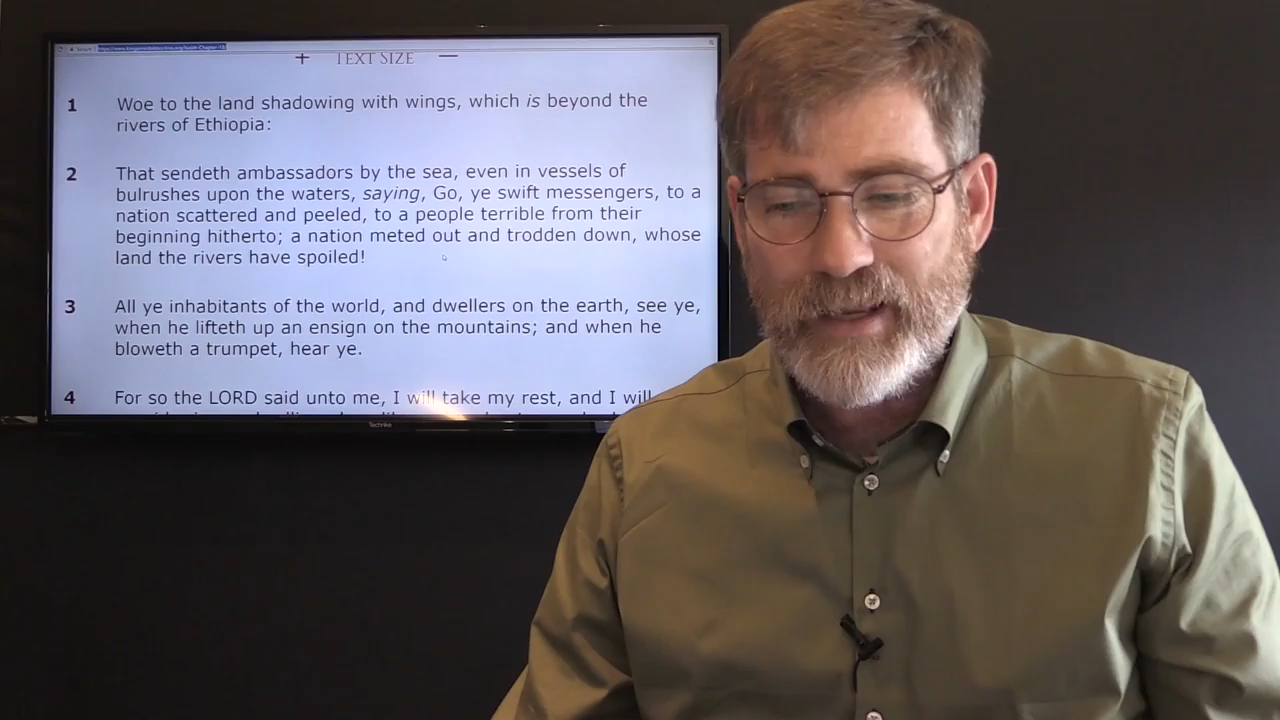 + TEXT SIZE —
1 Woe to the land shadowing with wings, which is beyond the
rivers of Ethiopia:
2 That sendeth ambassadors by the sea, even in vessels of
bulrushes upon the waters, saying, Go, ye swift messengers, to a
nation scattered and peeled, to a people terrible from their
beginning hitherto; a nation meted out and trodden down, whose
land the rivers have spoiled!
3 All ye inhabitants of the world, and dwellers on the earth, see ye,
when he lifteth up an ensign on the mountains; and when he
bloweth a trumpet, hear ye.
4 For so the LORD said unto me, I will take my rest, and I will